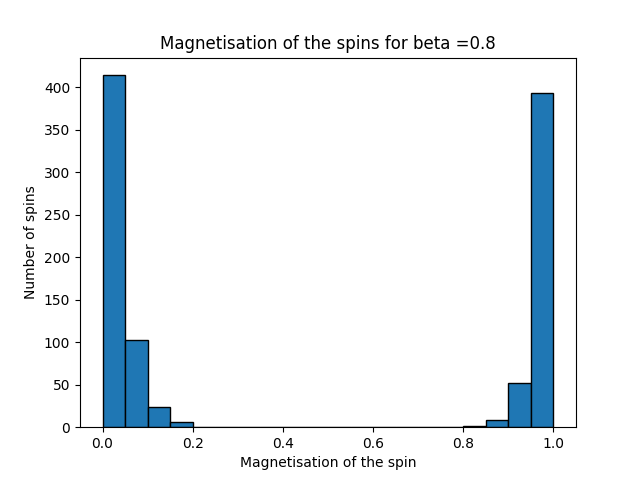 Magnetisation of the spins for beta =0.8
Number of spins
400
350
300
250
200
150
100
50
0
0.0 0.2 0.4 0.6 0.8 1.0
Magnetisation of the spin